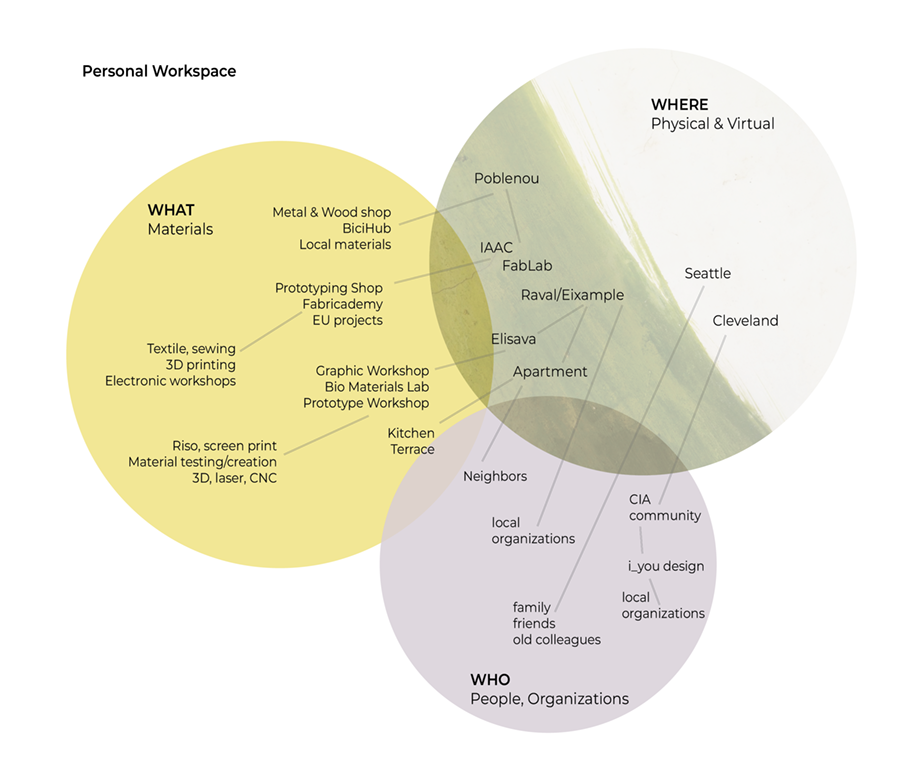 Personal Workspace
WHERE
Physical & Virtual
WHAT
Materials
Metal & Wood shop
BiciHub
Local materials
Prototyping Shop
Fabricademy
EU projects
Textile, sewing
3D printing
Electronic workshops
Graphic Workshop
Bio Materials Lab
Prototype Workshop
Riso, screen print
Material testing/creation
3D, laser, CNC
Kitchen
Terrace
Poblenou
IAAC
FabLab
Raval/Eixample
Elisava
Apartment
Seattle
Cleveland
Neighbors
local
organizations
family
friends
old colleagues
CIA
community
i_you design
local
organizations
WHO
People, Organizations